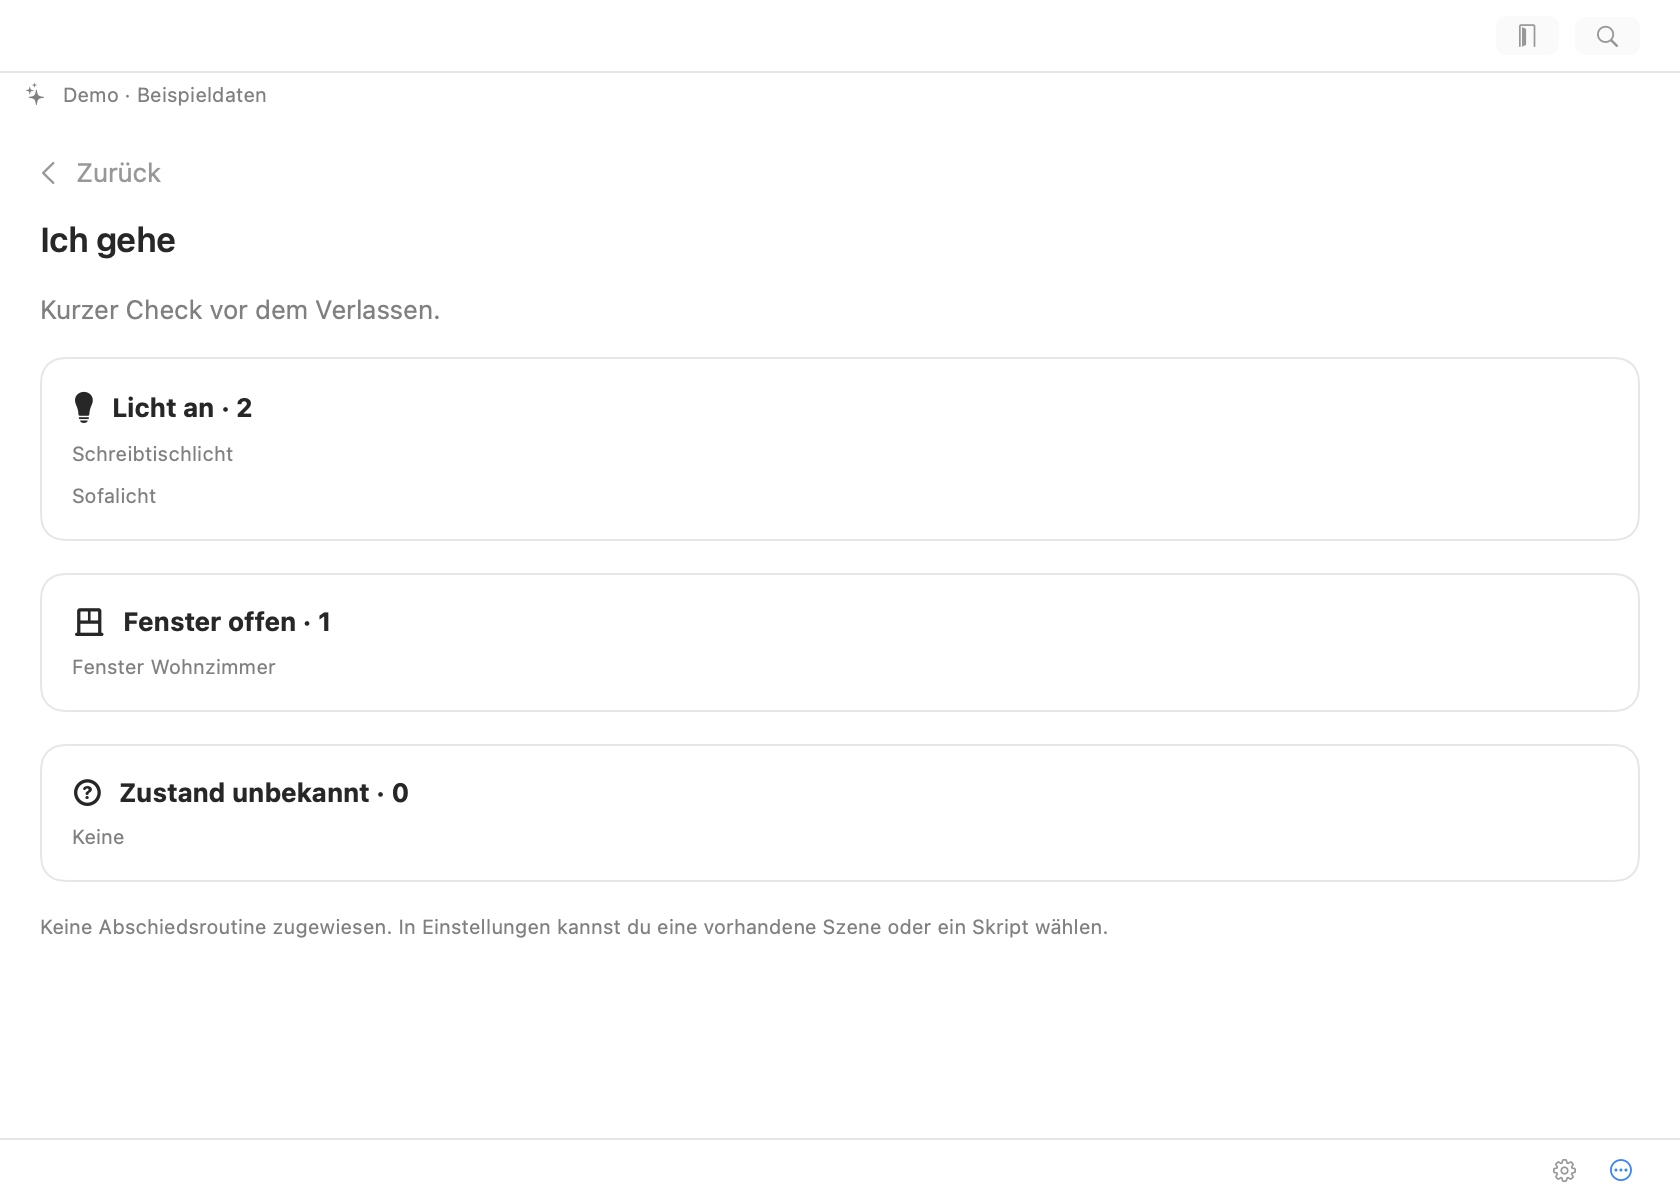 Demo · Beispieldaten
Zurück
Ich gehe
Kurzer Check vor dem Verlassen.
Licht an · 2
Schreibtischlicht
Sofalicht
Fenster offen · 1
Fenster Wohnzimmer
Zustand unbekannt · 0
Keine
Keine Abschiedsroutine zugewiesen. In Einstellungen kannst du eine vorhandene Szene oder ein Skript wählen.